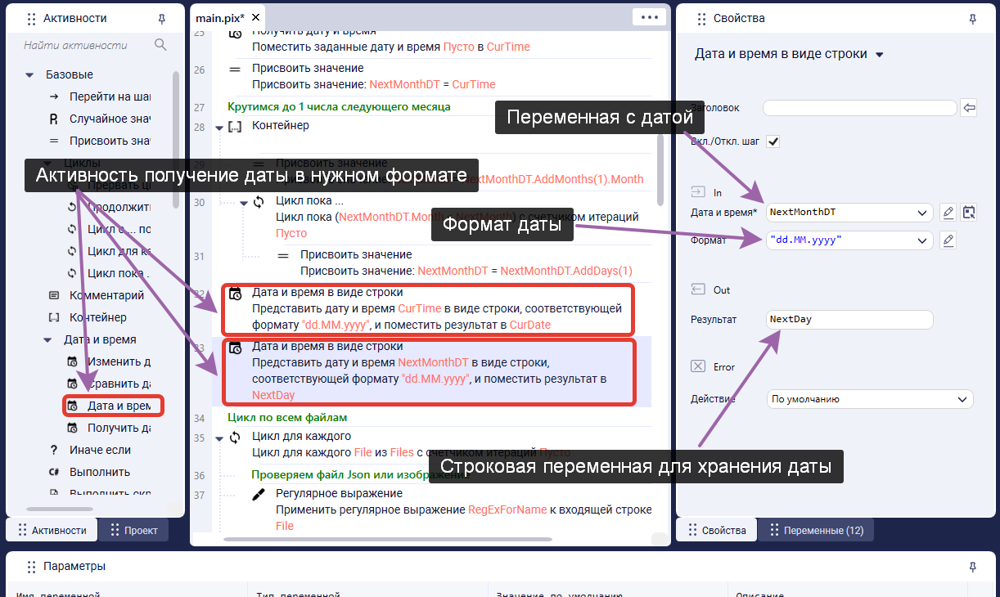 Активности
Найти активности
Базовые
Перейти на шаг
Случайное знач
Присвоить знач
Циклы
Прервать ц
Продолжить
Цикл с ... по
Цикл для ка
Цикл пока ..
Комментарий
Контейнер
Дата и время
Изменить д
Сравнить да
Дата и врем
Получить да
Иначе если
Выполнить
Выполнить скр
Активности
Проект
main.pix*
25
Получить дату и время
Поместить заданные дату и время Пусто в CurTime
26
Присвоить значение
Присвоить значение: NextMonthDT = CurTime
27
Крутимся до 1 числа следующего месяца
28
Контейнер
29
Присвоить значение
= NextMonthDT.AddMonths(1).Month
30
Цикл пока ...
Цикл пока (NextMonthDT.Month с счетчиком итераций
Пусто
31
Присвоить значение
Присвоить значение: NextMonthDT = NextMonthDT.AddDays(1)
32
Дата и время в виде строки
Представить дату и время CurTime в виде строки, соответствующей
формату "dd.MM.yyyy", и поместить результат в CurDate
33
Дата и время в виде строки
Представить дату и время NextMonthDT в виде строки,
соответствующей формату "dd.MM.yyyy", и поместить результат в
NextDay
34
Цикл по всем файлам
35
Цикл для каждого
Цикл для каждого File из Files с счетчиком итераций Пусто
36
Проверяем файл Json или изображение
37
Регулярное выражение
Применить регулярное выражение RegExForName к входящей строке
File
Свойства
Дата и время в виде строки
Заголовок
Вкл./Откл. шаг
In
Дата и время*
NextMonthDT
Формат
"dd.MM.yyyy"
Out
Результат
NextDay
Error
Действие
По умолчанию
Свойства
Переменные (12)
Переменная с датой
Активность получение даты в нужном формате
Формат даты
Строковая переменная для хранения даты
Параметры
Имя переменной
Тип переменной
Значение по умолчанию
Описание